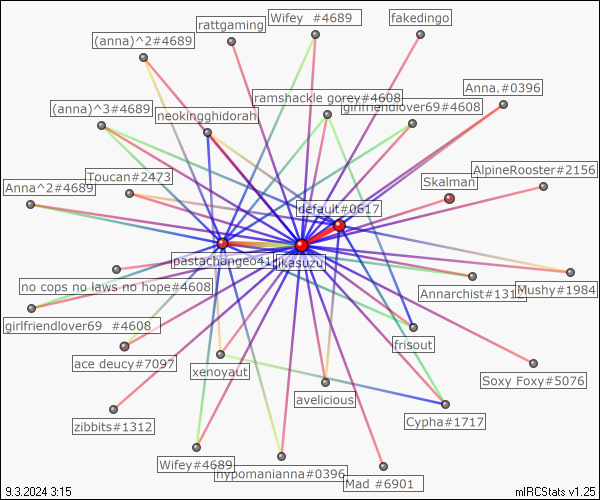 Wifey  #4689
fakedingo
rattgaming
(anna)^2#4689
Anna.#0396
ramshackle gorey#4608
girlfriendlover69#4608
(anna)^3#4689
neokingghidorah
AlpineRooster#2156
Toucan#2473
Skalman
Anna^2#4689
default#0617
pastachange041
ikasuzu
no cops no laws no hope#4608
Annarchist#1312
Mushy#1984
girlfriendlover69  #4608
frisout
ace deucy#7097
xenoyaut
Soxy Foxy#5076
avelicious
Cypha#1717
zibbits#1312
Wifey#4689
hypomanianna#0396
Mad #6901
9.3.2024 3:15
mIRCStats v1.25